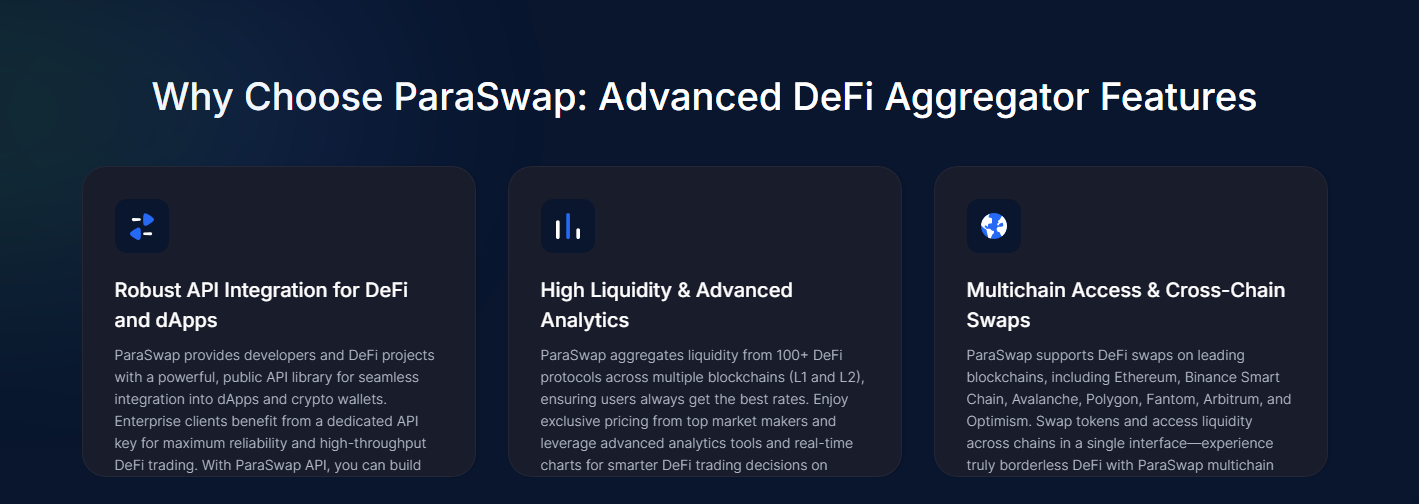 Why Choose ParaSwap: Advanced DeFi Aggregator Features
Robust API Integration for DeFi
and dApps
ParaSwap provides developers and DeFi projects
with a powerful, public API library for seamless
integration into dApps and crypto wallets.
Enterprise clients benefit from a dedicated API
key for maximum reliability and high-throughput
DeFi trading. With ParaSwap API, you can build
High Liquidity & Advanced
Analytics
ParaSwap aggregates liquidity from 100+ DeFi
protocols across multiple blockchains (L1 and L2),
ensuring users always get the best rates. Enjoy
exclusive pricing from top market makers and
leverage advanced analytics tools and real-time
charts for smarter DeFi trading decisions on
Multichain Access & Cross-Chain
Swaps
ParaSwap supports DeFi swaps on leading
blockchains, including Ethereum, Binance Smart
Chain, Avalanche, Polygon, Fantom, Arbitrum, and
Optimism. Swap tokens and access liquidity
across chains in a single interface—experience
truly borderless DeFi with ParaSwap multichain